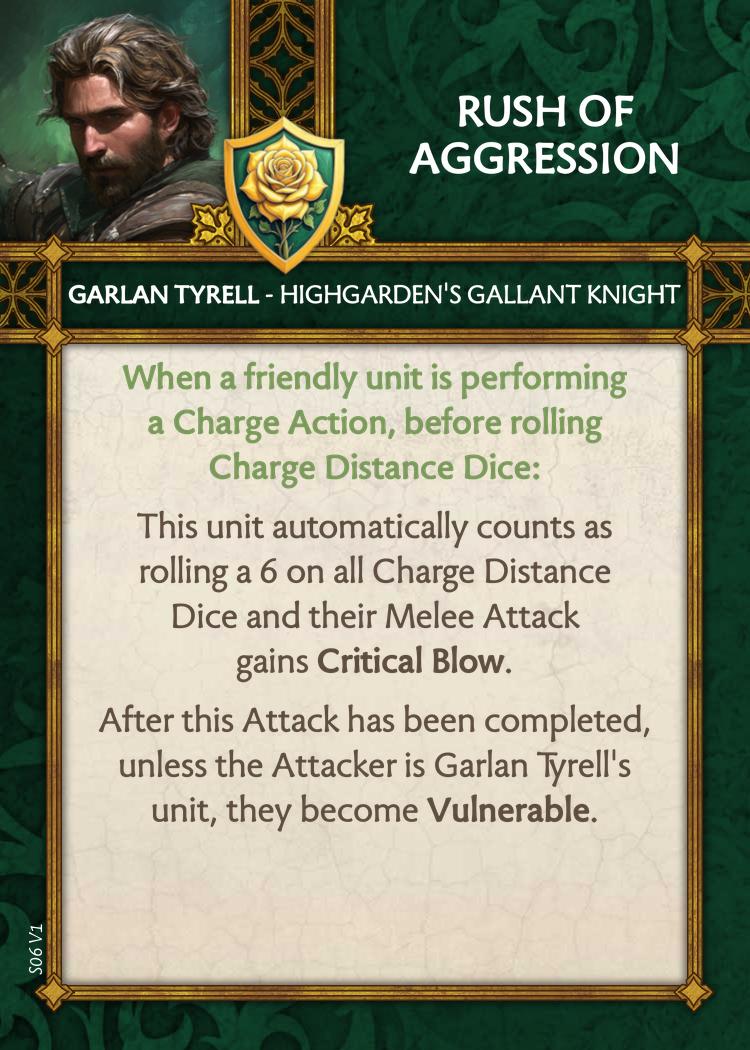 RUSH OF
AGGRESSION
GARLAN TYRELL - HIGHGARDEN'S GALLANT KNIGHT
When a friendly unit is performing
a Charge Action, before rolling
Charge Distance Dice:
This unit automatically counts as
rolling a 6 on all Charge Distance
Dice and their Melee Attack
gains Critical Blow.
After this Attack has been completed,
unless the Attacker is Garlan Tyrell's
unit, they become Vulnerable.
S06 V1